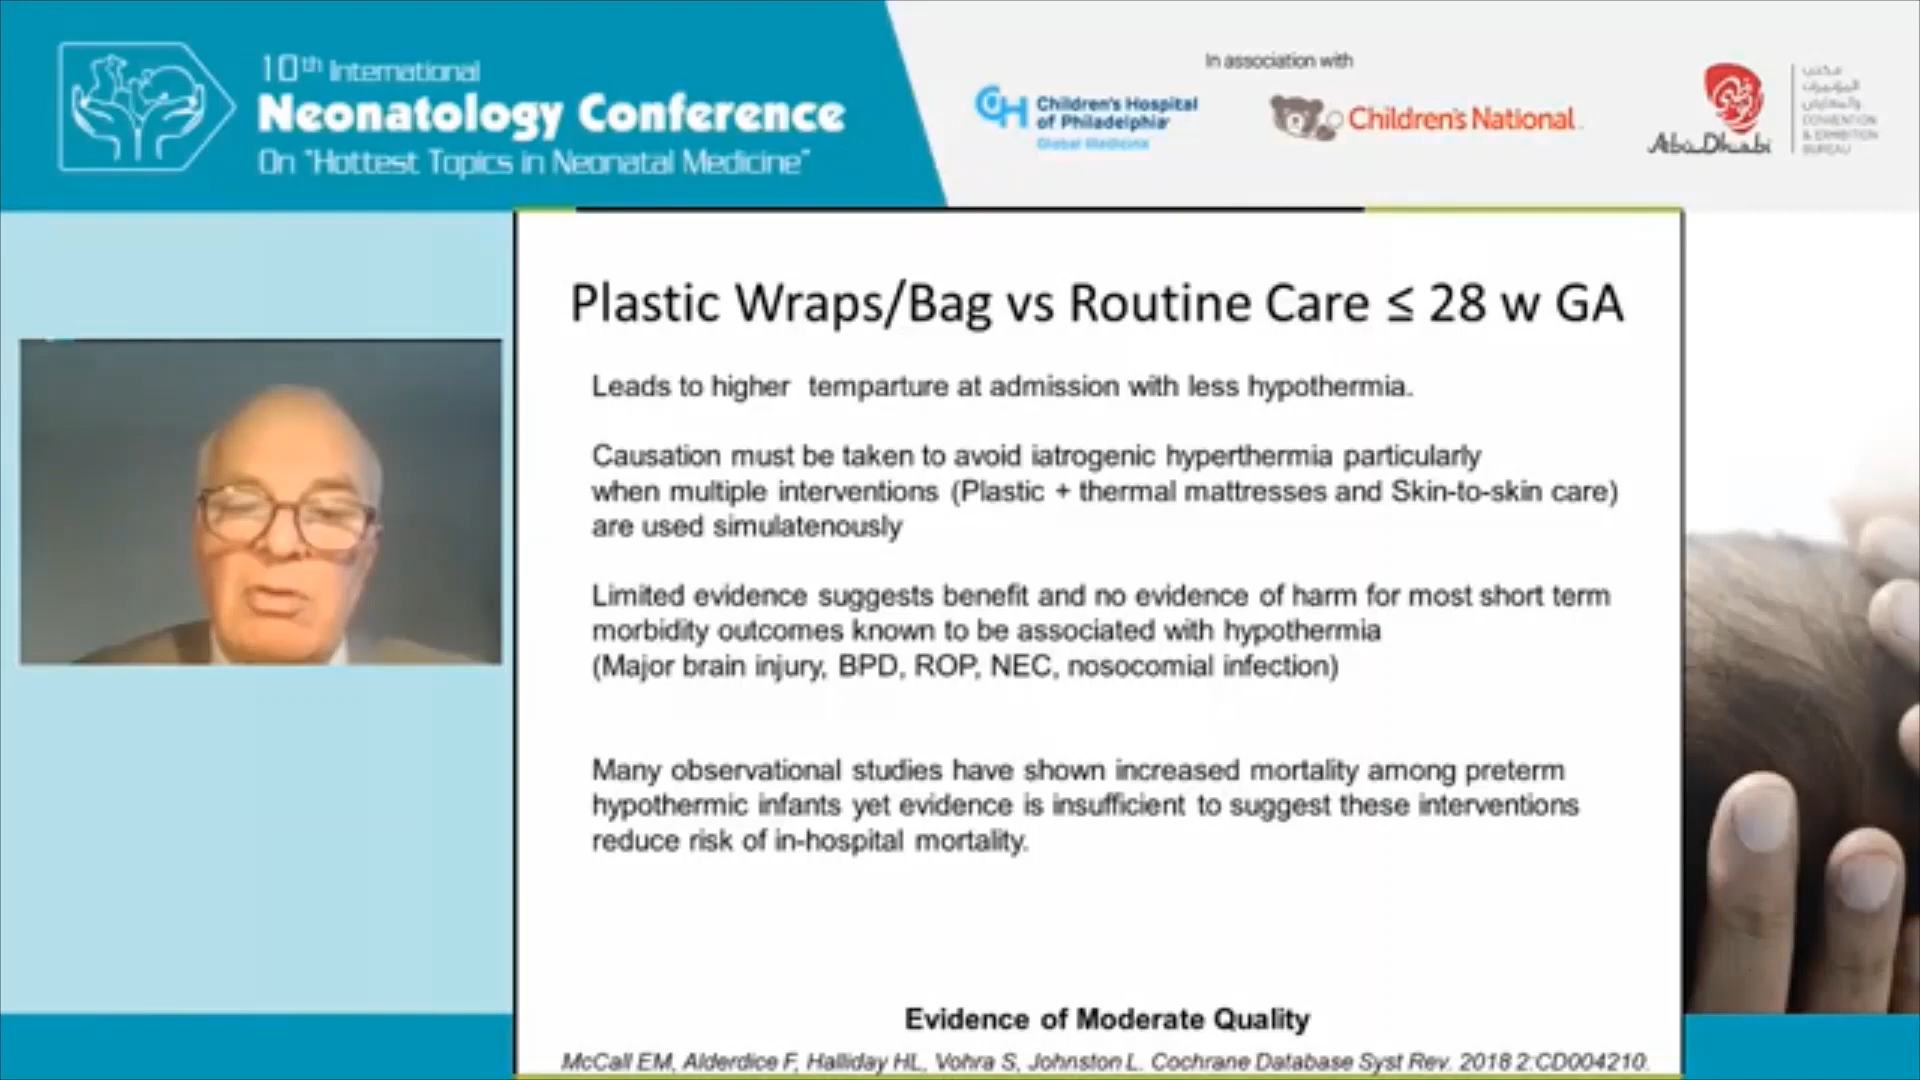 10th International
Neonatology Conference
On "Hottest Topics in Neonatal Medicine"
In association with
Children's Hospital
of Philadelphia
Global Medicine
Children's National
Abu Dhabi
CONVENTION
& EXHIBITION
BUREAU
Plastic Wraps/Bag vs Routine Care ≤ 28 w GA
Leads to higher temparture at admission with less hypothermia.
Causation must be taken to avoid iatrogenic hyperthermia particularly
when multiple interventions (Plastic + thermal mattresses and Skin-to-skin care)
are used simulatenously
Limited evidence suggests benefit and no evidence of harm for most short term
morbidity outcomes known to be associated with hypothermia
(Major brain injury, BPD, ROP, NEC, nosocomial infection)
Many observational studies have shown increased mortality among preterm
hypothermic infants yet evidence is insufficient to suggest these interventions
reduce risk of in-hospital mortality.
Evidence of Moderate Quality
McCall EM, Alderdice F, Halliday HL, Vohra S, Johnston L. Cochrane Database Syst Rev. 2018 2:CD004210.